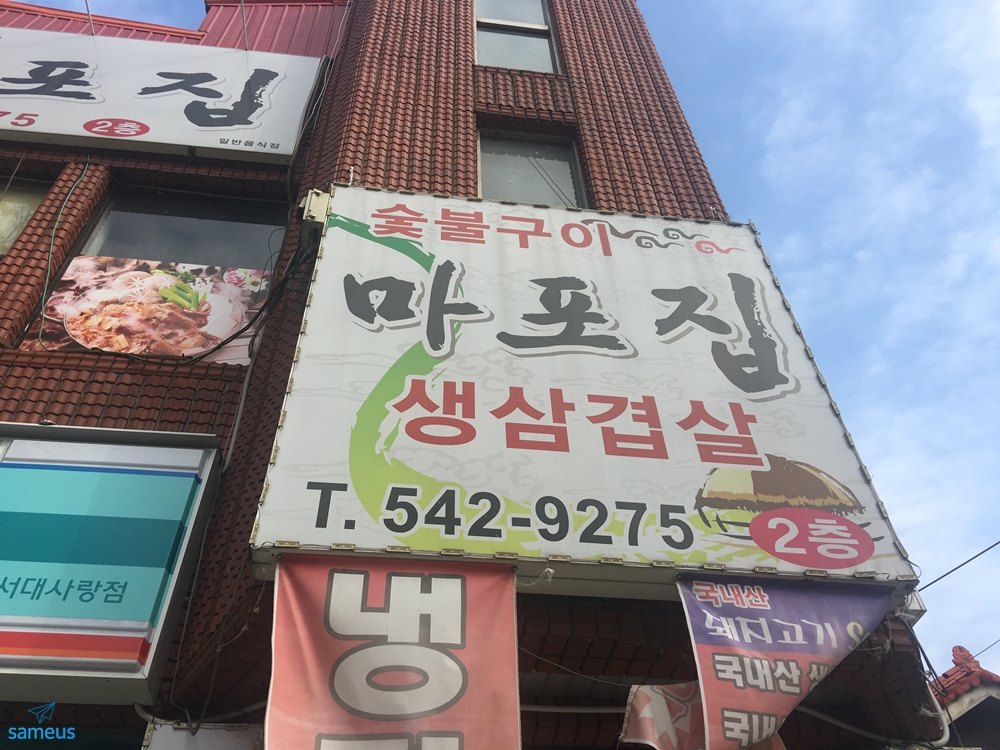 포집
75 2층
일반음식점
숯불구이
마포집
생삼겹살
T. 542-9275
2층
서대사랑점
냉
국내산
돼지고기
국내산
국내
sameus